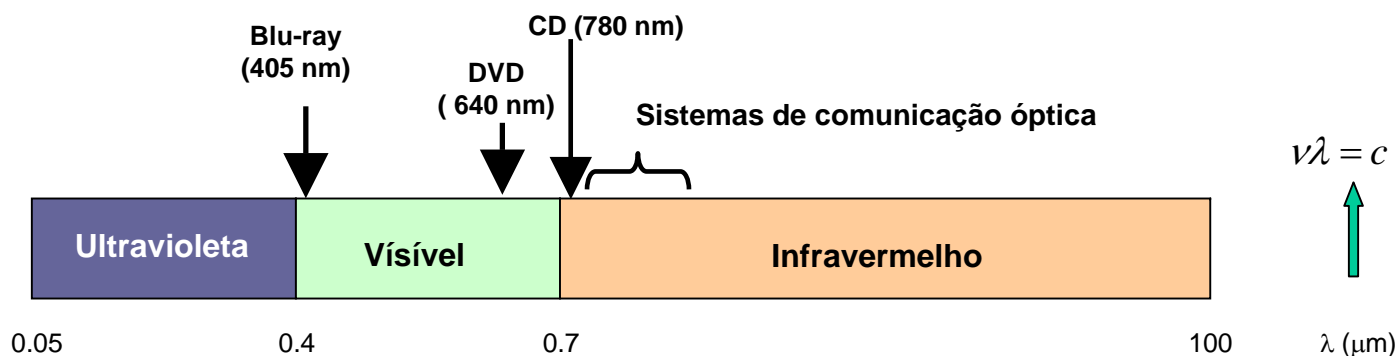 Blu-ray
(405 nm)
DVD
( 640 nm)
CD (780 nm)
Sistemas de comunicação óptica
νλ = c
Ultravioleta
Vísível
Infravermelho
0.05
0.4
0.7
100
λ (μm)